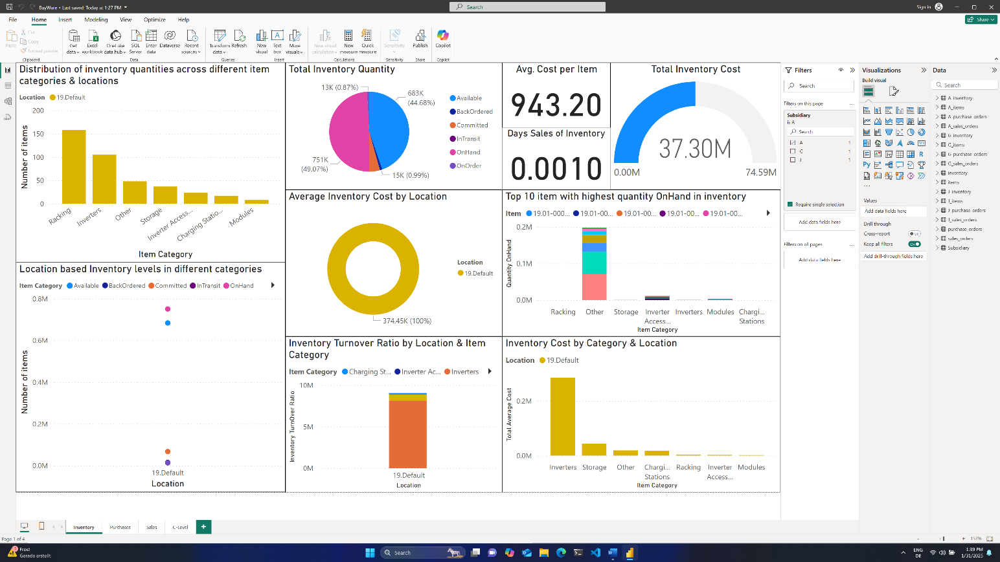 BayWare • Last saved: Today at 1:27 PM
Search
Sign in
File
Home
Insert
Modeling
View
Optimize
Help
Share
Paste
Cut
Copy
Format painter
Clipboard
Get data
Excel workbook
OneLake data hub
SQL Server
Enter data
Dataverse
Recent sources
Data
Transform data
Refresh
Queries
New visual
Text box
More visuals
Insert
New visual calculation
New measure
Quick measure
Calculations
Sensitivity
Sensitivity
Publish
Share
Copilot
Copilot
Distribution of inventory quantities across different item
categories & locations
Location
19.Default
200
150
100
50
0
Number of items
Racking
Inverters
Other
Storage
Inverter Access...
Charging Statio...
Modules
Item Category
Total Inventory Quantity
13K (0.87%)
683K
(44.68%)
751K
(49.07%)
15K (0.99%)
Available
BackOrdered
Committed
InTransit
OnHand
OnOrder
Avg. Cost per Item
943.20
Days Sales of Inventory
0.0010
Total Inventory Cost
37.30M
0.00M
74.59M
Location based Inventory levels in different categories
Item Category
Available
BackOrdered
Committed
InTransit
OnHand
0.8M
0.6M
0.4M
0.2M
0.0M
Number of items
19.Default
Location
Average Inventory Cost by Location
Location
19.Default
374.45K (100%)
Top 10 item with highest quantity OnHand in inventory
Item
19.01-000...
19.01-00...
19.01-00...
19.01-00...
19.01-00...
0.2M
0.1M
0.0M
Quantity OnHand
Racking
Other
Storage
Inverter
Access...
Inverters
Modules
Chargi...
Stations
Item Category
Inventory Turnover Ratio by Location & Item
Category
Item Category
Charging St...
Inverter Ac...
Inverters
10M
5M
0M
Inventory TurnOver Ratio
19.Default
Location
Inventory Cost by Category & Location
Location
19.Default
0.2M
0.0M
Total Average Cost
Inverters
Storage
Other
Chargi...
Stations
Racking
Inverter
Access...
Modules
Item Category
Filters
Search
Filters on this page
...
Subsidiary
is A
Search
A 1
G 1
J 1
Require single selection
Add data fields here
Filters on all pages
...
Add data fields here
Visualizations
Build visual
R
Py
...
Values
Add data fields here
Drill through
Cross-report
Off
Keep all filters
On
Add drill-through fields here
Data
Search
A_inventory
A_items
A_purchase_orders
A_sales_orders
G_inventory
G_items
G_purchase_orders
G_sales_orders
inventory
items
J_inventory
J_items
J_purchase_orders
J_sales_orders
purchase_orders
sales_orders
Subsidiary
Inventory
Purchases
Sales
C-Level
+
Page 1 of 4
- + 153%
Frost
Gerade erstellt
1
Search
ENG
DE
1:39 PM
1/31/2025